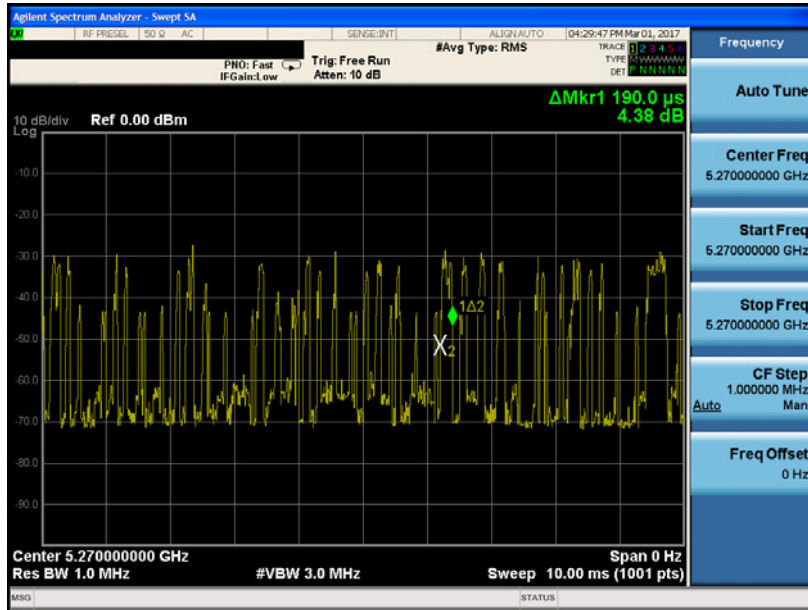 Agilent Spectrum Analyzer - Swept SA
RF PRESEL 50 Ω AC SENSE:INT ALIGN AUTO 04:29:47 PM Mar 01, 2017
Frequency
#Avg Type: RMS
TRACE 1 2 3 4 5 6
PNO: Fast Trig: Free Run
TYPE MWWWWW
IFGain:Low Atten: 10 dB
DET P N N N N N
Auto Tune
ΔMkr1 190.0 µs
10 dB/div Ref 0.00 dBm 4.38 dB
Log
Center Freq
5.270000000 GHz
-10.0
-20.0
Start Freq
5.270000000 GHz
-30.0
-40.0
1Δ2
Stop Freq
5.270000000 GHz
-50.0
X2
-60.0
CF Step
1.000000 MHz
Auto Man
-70.0
-80.0
Freq Offset
0 Hz
-90.0
Center 5.270000000 GHz Span 0 Hz
Res BW 1.0 MHz #VBW 3.0 MHz Sweep 10.00 ms (1001 pts)
MSG STATUS